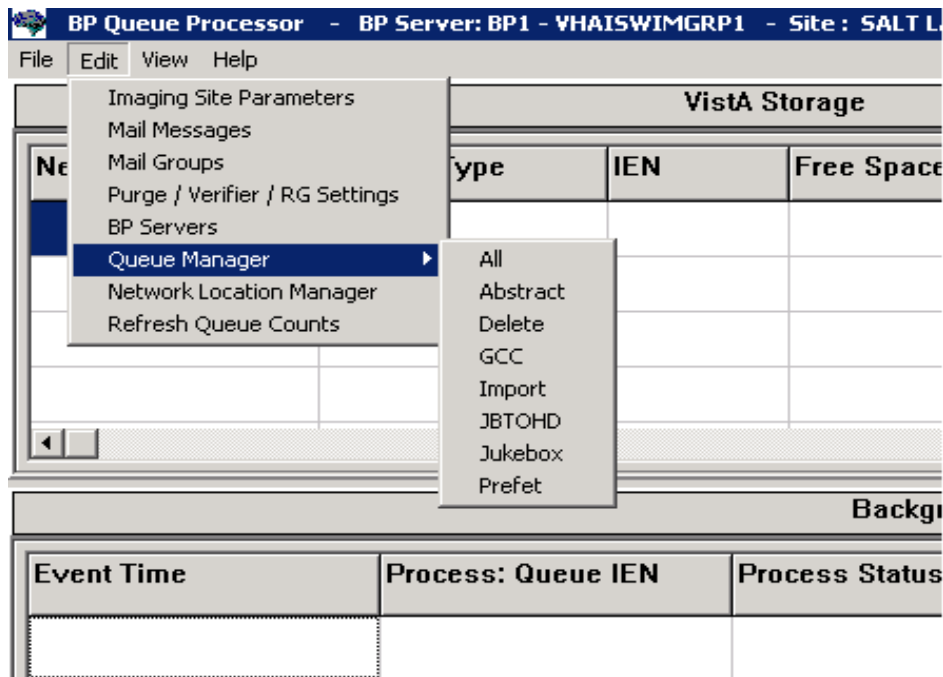 BP Queue Processor - BP Server: BP1 - VHAISWIMGRP1 - Site : SALT L
File Edit View Help
VistA Storage
Imaging Site Parameters
Mail Messages
Mail Groups
Purge / Verifier / RG Settings
BP Servers
Queue Manager
Network Location Manager
Refresh Queue Counts
Ne ype IEN Free Space
All
Abstract
Delete
GCC
Import
JBTOHD
Jukebox
Prefet
Backg
Event Time Process: Queue IEN Process Status